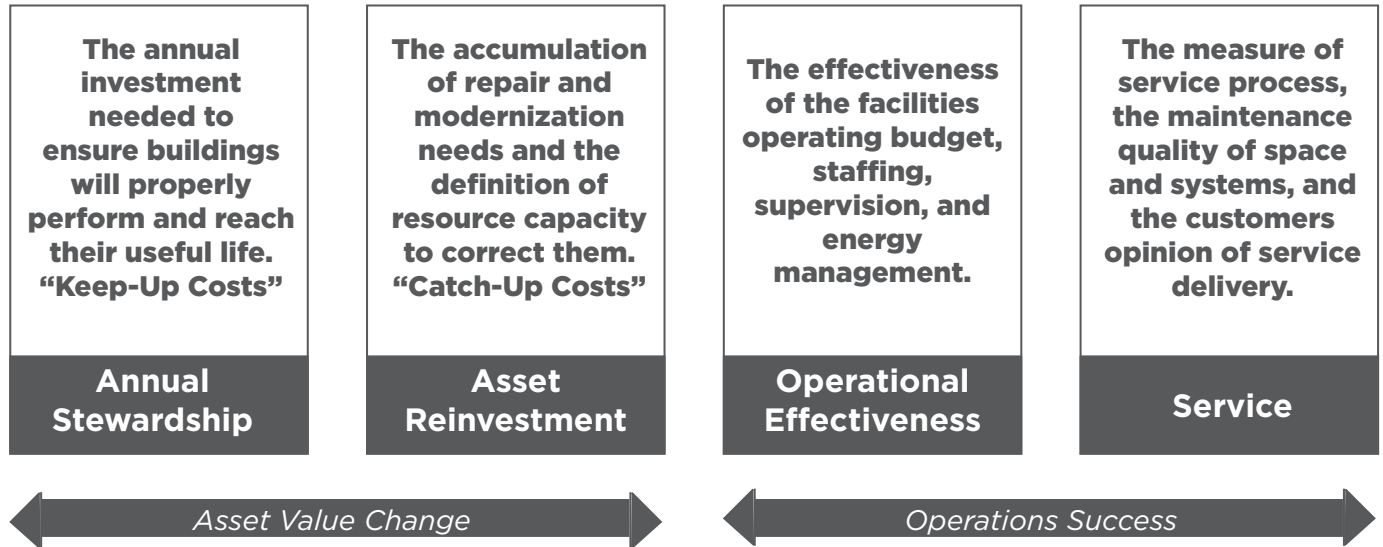 The annual
investment
needed to
ensure buildings
will properly
perform and reach
their useful life.
“Keep-Up Costs”
Annual
Stewardship
The accumulation
of repair and
modernization
needs and the
definition of
resource capacity
to correct them.
“Catch-Up Costs”
Asset
Reinvestment
The effectiveness
of the facilities
operating budget,
staffing,
supervision, and
energy
management.
Operational
Effectiveness
The measure of
service process,
the maintenance
quality of space
and systems, and
the customers
opinion of service
delivery.
Service
Asset Value Change
Operations Success